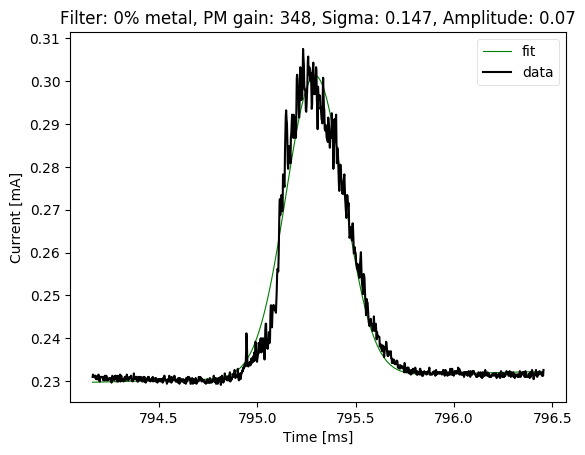 Filter: 0% metal, PM gain: 348, Sigma: 0.147, Amplitude: 0.07
fit
data
0.31
0.30
0.29
0.28
0.27
0.26
0.25
0.24
0.23
Current [mA]
794.5 795.0 795.5 796.0 796.5
Time [ms]